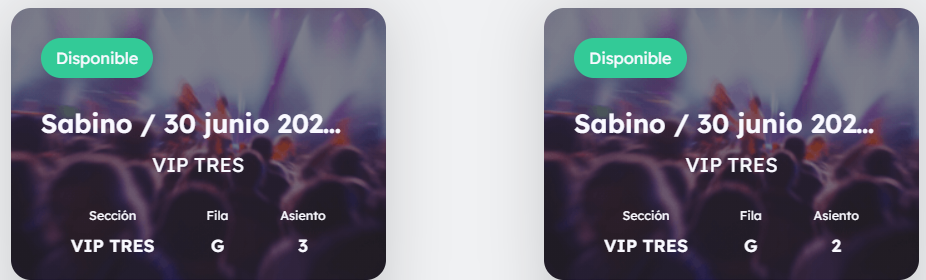 Disponible
Sabino / 30 junio 202...
VIP TRES
Sección Fila Asiento
VIP TRES G 3
Disponible
Sabino / 30 junio 202...
VIP TRES
Sección Fila Asiento
VIP TRES G 2